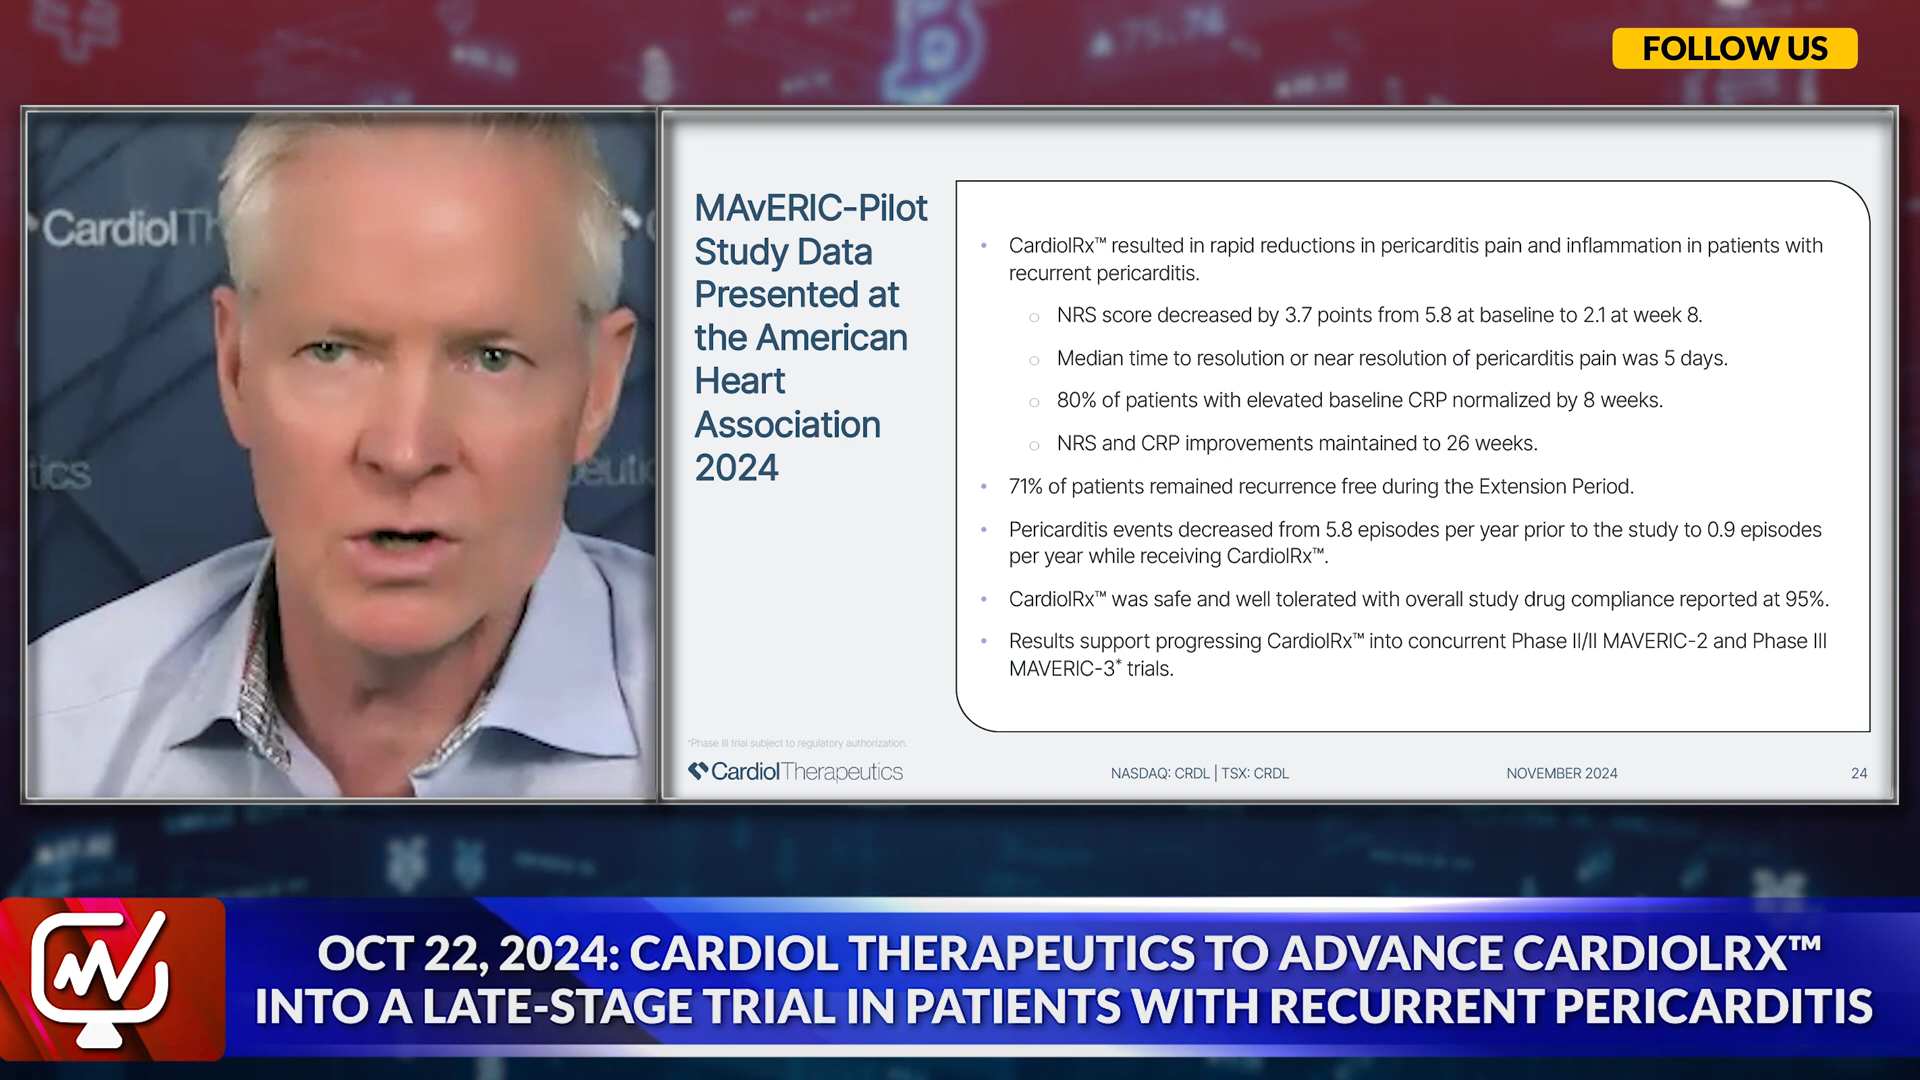 FOLLOW US
▲75.74
CardiolTh
tics
eutic
MAvERIC-Pilot
Study Data
Presented at
the American
Heart
Association
2024
• CardiolRx™ resulted in rapid reductions in pericarditis pain and inflammation in patients with
recurrent pericarditis.
○ NRS score decreased by 3.7 points from 5.8 at baseline to 2.1 at week 8.
○ Median time to resolution or near resolution of pericarditis pain was 5 days.
○ 80% of patients with elevated baseline CRP normalized by 8 weeks.
○ NRS and CRP improvements maintained to 26 weeks.
• 71% of patients remained recurrence free during the Extension Period.
• Pericarditis events decreased from 5.8 episodes per year prior to the study to 0.9 episodes
per year while receiving CardiolRx™.
• CardiolRx™ was safe and well tolerated with overall study drug compliance reported at 95%.
• Results support progressing CardiolRx™ into concurrent Phase II/II MAVERIC-2 and Phase III
MAVERIC-3* trials.
*Phase III trial subject to regulatory authorization.
CardiolTherapeutics
NASDAQ: CRDL | TSX: CRDL
NOVEMBER 2024
24
OCT 22, 2024: CARDIOL THERAPEUTICS TO ADVANCE CARDIOLRX™
INTO A LATE-STAGE TRIAL IN PATIENTS WITH RECURRENT PERICARDITIS